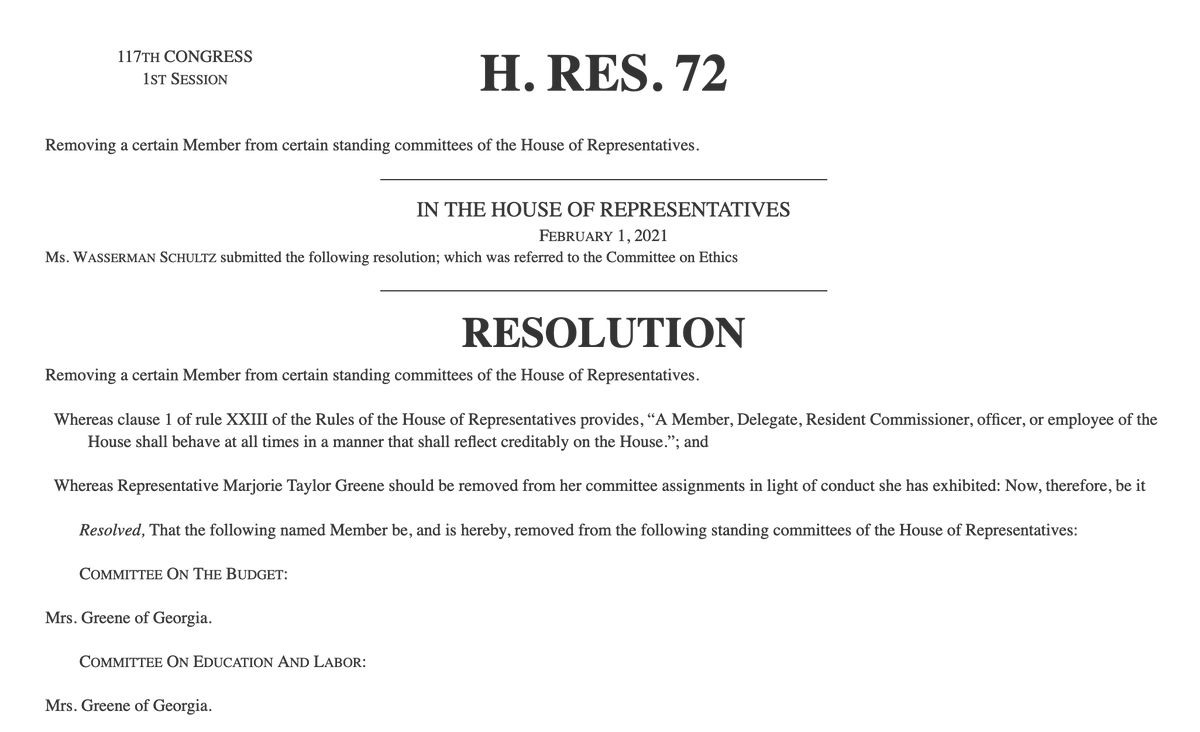 117TH CONGRESS
1ST SESSION
H. RES. 72
Removing a certain Member from certain standing committees of the House of Representatives.
IN THE HOUSE OF REPRESENTATIVES
FEBRUARY 1, 2021
Ms. WASSERMAN SCHULTZ submitted the following resolution; which was referred to the Committee on Ethics
RESOLUTION
Removing a certain Member from certain standing committees of the House of Representatives.
Whereas clause 1 of rule XXIII of the Rules of the House of Representatives provides, “A Member, Delegate, Resident Commissioner, officer, or employee of the
House shall behave at all times in a manner that shall reflect creditably on the House.”; and
Whereas Representative Marjorie Taylor Greene should be removed from her committee assignments in light of conduct she has exhibited: Now, therefore, be it
Resolved, That the following named Member be, and is hereby, removed from the following standing committees of the House of Representatives:
COMMITTEE ON THE BUDGET:
Mrs. Greene of Georgia.
COMMITTEE ON EDUCATION AND LABOR:
Mrs. Greene of Georgia.